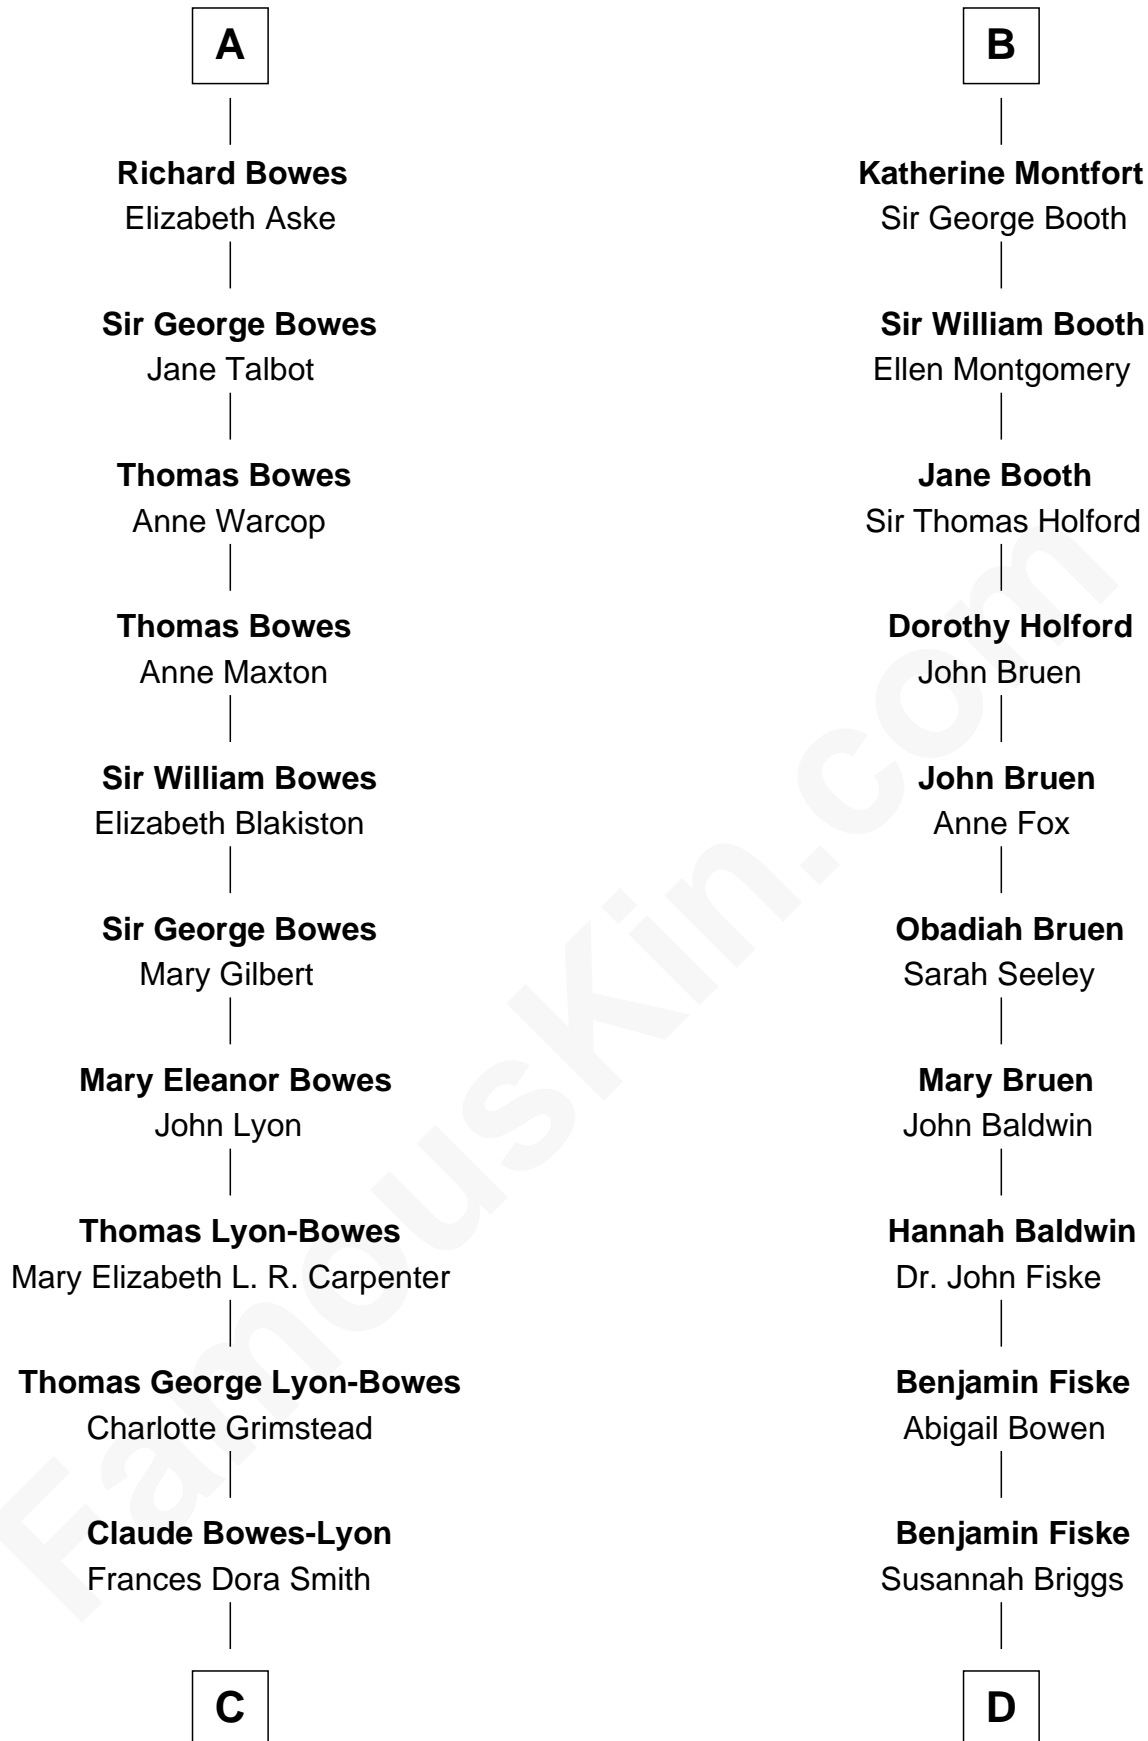 A
Richard Bowes
Elizabeth Aske
Sir George Bowes
Jane Talbot
Thomas Bowes
Anne Warcop
Thomas Bowes
Anne Maxton
Sir William Bowes
Elizabeth Blakiston
Sir George Bowes
Mary Gilbert
Mary Eleanor Bowes
John Lyon
Thomas Lyon-Bowes
Mary Elizabeth L. R. Carpenter
Thomas George Lyon-Bowes
Charlotte Grimstead
Claude Bowes-Lyon
Frances Dora Smith
C
B
Katherine Montfort
Sir George Booth
Sir William Booth
Ellen Montgomery
Jane Booth
Sir Thomas Holford
Dorothy Holford
John Bruen
John Bruen
Anne Fox
Obadiah Bruen
Sarah Seeley
Mary Bruen
John Baldwin
Hannah Baldwin
Dr. John Fiske
Benjamin Fiske
Abigail Bowen
Benjamin Fiske
Susannah Briggs
D
FamousKin.com